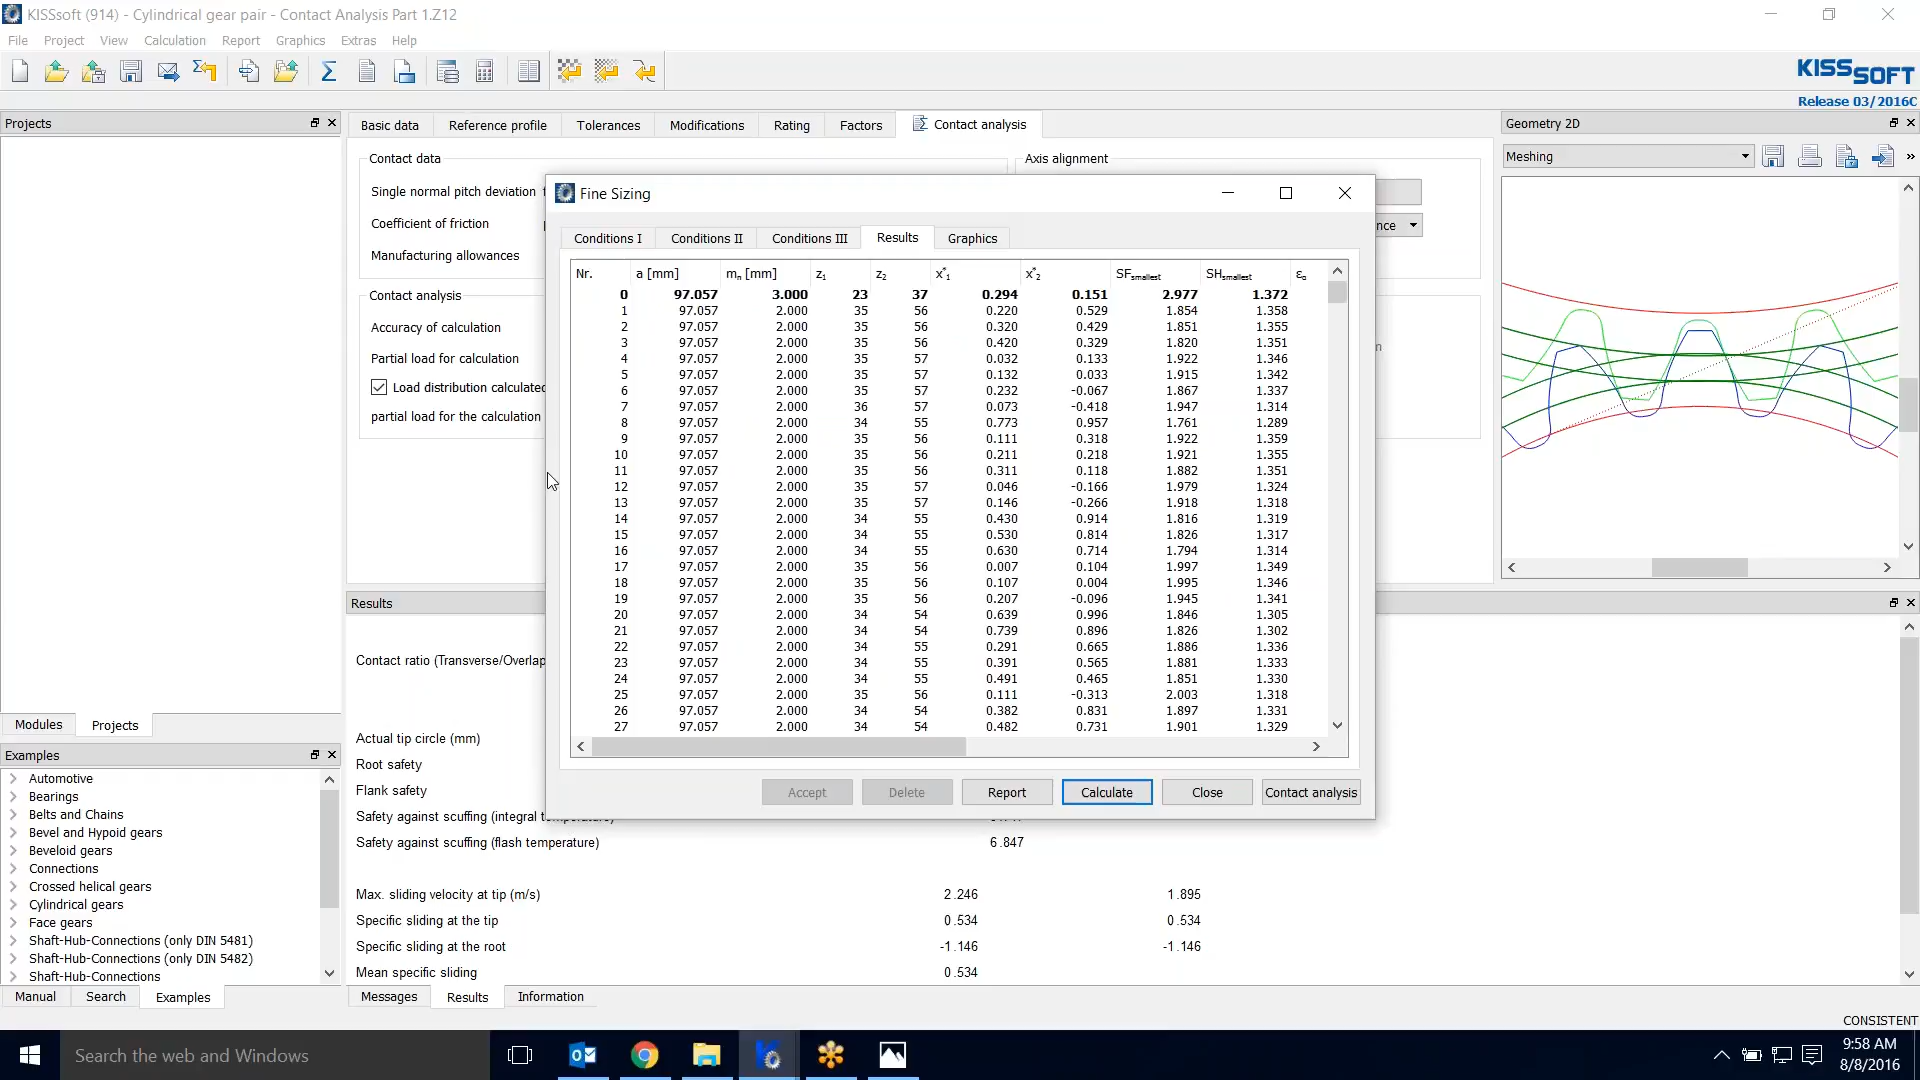 KISSsoft (914) - Cylindrical gear pair - Contact Analysis Part 1.Z12
File Project View Calculation Report Graphics Extras Help
KISSSOFT
Release 03/2016C
Projects
Modules Projects
Examples
Automotive
Bearings
Belts and Chains
Bevel and Hypoid gears
Beveloid gears
Connections
Crossed helical gears
Cylindrical gears
Face gears
Shaft-Hub-Connections (only DIN 5481)
Shaft-Hub-Connections (only DIN 5482)
Shaft-Hub-Connections
Manual Search Examples
Basic data Reference profile Tolerances Modifications Rating Factors Contact analysis
Contact data
Single normal pitch deviation
Coefficient of friction
Manufacturing allowances
Contact analysis
Accuracy of calculation
Partial load for calculation
Load distribution calculated
partial load for the calculation
Axis alignment
nce
Fine Sizing
Conditions I Conditions II Conditions III Results Graphics
Nr. a [mm] mn [mm] z1 z2 x*1 x*2 SFsmallest SHsmallest εα
0 97.057 3.000 23 37 0.294 0.151 2.977 1.372
1 97.057 2.000 35 56 0.220 0.529 1.854 1.358
2 97.057 2.000 35 56 0.320 0.429 1.851 1.355
3 97.057 2.000 35 56 0.420 0.329 1.820 1.351
4 97.057 2.000 35 57 0.032 0.133 1.922 1.346
5 97.057 2.000 35 57 0.132 0.033 1.915 1.342
6 97.057 2.000 35 57 0.232 -0.067 1.867 1.337
7 97.057 2.000 36 57 0.073 -0.418 1.947 1.314
8 97.057 2.000 34 55 0.773 0.957 1.761 1.289
9 97.057 2.000 35 56 0.111 0.318 1.922 1.359
10 97.057 2.000 35 56 0.211 0.218 1.921 1.355
11 97.057 2.000 35 56 0.311 0.118 1.882 1.351
12 97.057 2.000 35 57 0.046 -0.166 1.979 1.324
13 97.057 2.000 35 57 0.146 -0.266 1.918 1.318
14 97.057 2.000 34 55 0.430 0.914 1.816 1.319
15 97.057 2.000 34 55 0.530 0.814 1.826 1.317
16 97.057 2.000 34 55 0.630 0.714 1.794 1.314
17 97.057 2.000 35 56 0.007 0.104 1.997 1.349
18 97.057 2.000 35 56 0.107 0.004 1.995 1.346
19 97.057 2.000 35 56 0.207 -0.096 1.945 1.341
20 97.057 2.000 34 54 0.639 0.996 1.846 1.305
21 97.057 2.000 34 54 0.739 0.896 1.826 1.302
22 97.057 2.000 34 55 0.291 0.665 1.886 1.336
23 97.057 2.000 34 55 0.391 0.565 1.881 1.333
24 97.057 2.000 34 55 0.491 0.465 1.851 1.330
25 97.057 2.000 35 56 0.111 -0.313 2.003 1.318
26 97.057 2.000 34 54 0.382 0.831 1.897 1.331
27 97.057 2.000 34 54 0.482 0.731 1.901 1.329
Accept Delete Report Calculate Close Contact analysis
Geometry 2D
Meshing
Results
Contact ratio (Transverse/Overlap
Actual tip circle (mm)
Root safety
Flank safety
Safety against scuffing (integral temperature)
Safety against scuffing (flash temperature) 6.847
Max. sliding velocity at tip (m/s) 2.246 1.895
Specific sliding at the tip 0.534 0.534
Specific sliding at the root -1.146 -1.146
Mean specific sliding 0.534
Messages Results Information
CONSISTENT
Search the web and Windows
9:58 AM
8/8/2016